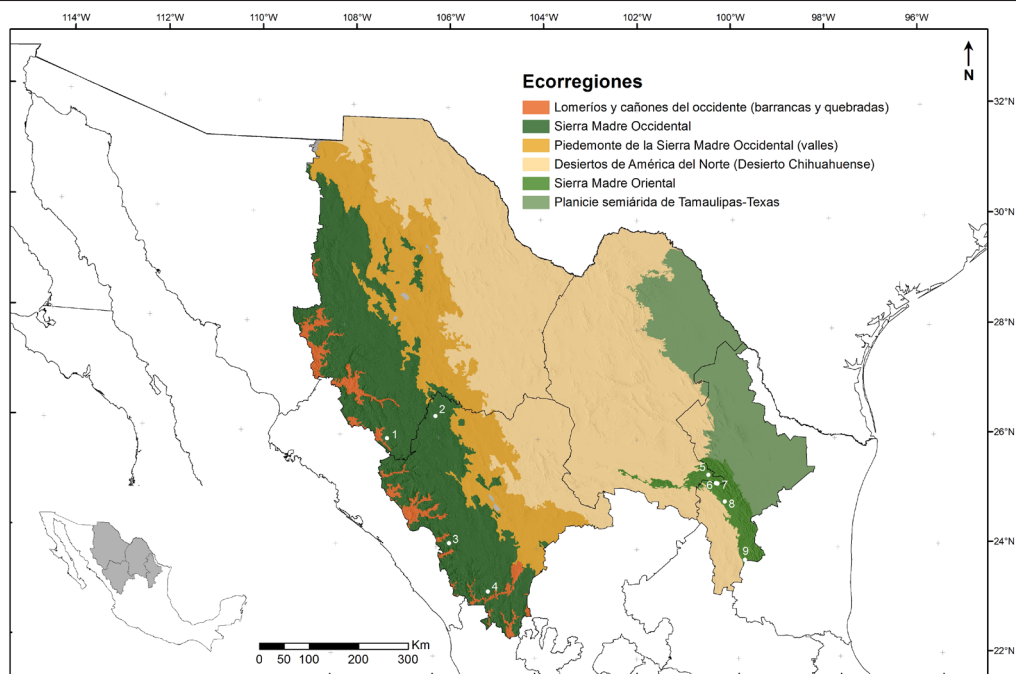 114°W 112°W 110°W 108°W 106°W 104°W 102°W 100°W 98°W 96°W
N
Ecorregiones
Lomeríos y cañones del occidente (barrancas y quebradas)
Sierra Madre Occidental
Piedemonte de la Sierra Madre Occidental (valles)
Desiertos de América del Norte (Desierto Chihuahuense)
Sierra Madre Oriental
Planicie semiárida de Tamaulipas-Texas
32°N
30°N
28°N
26°N
24°N
22°N
1
2
3
4
5
6
7
8
9
Km
0 50 100 200 300